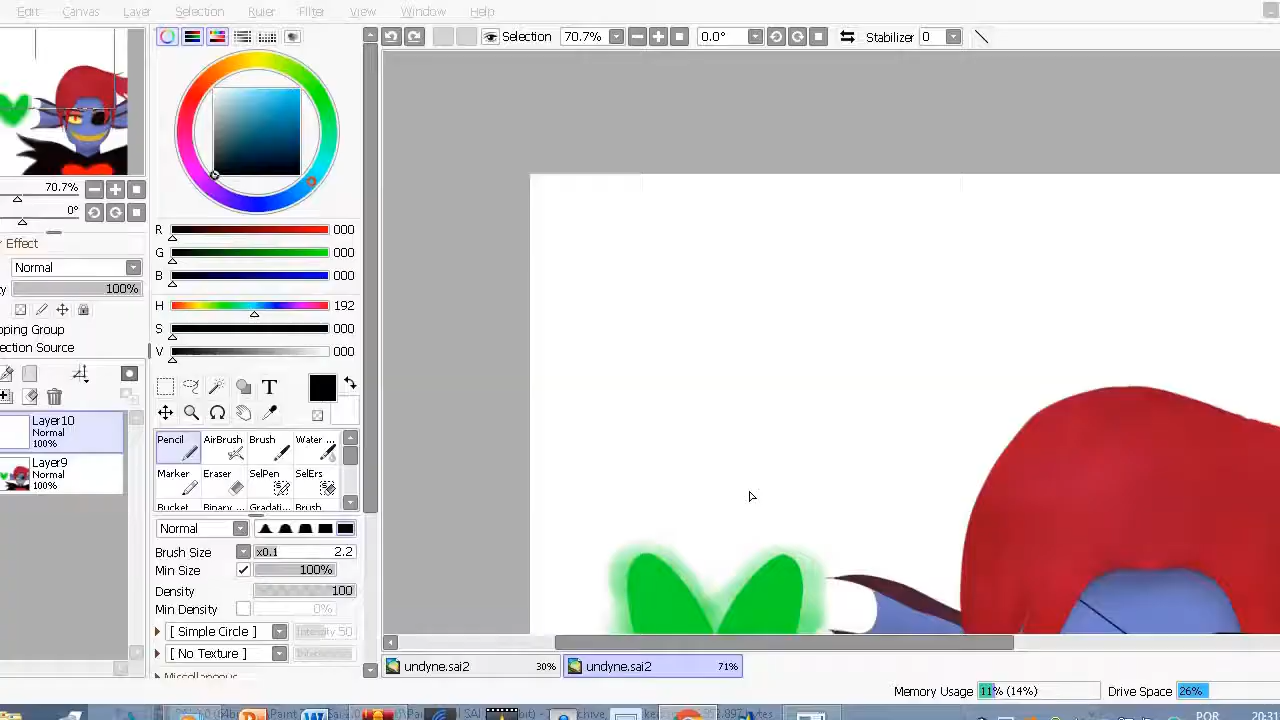 Edit Canvas Layer Selection Ruler Filter View Window Help
Selection 70.7% 0.0° Stabilizer 0
70.7%
0°
Effect
Normal
100%
pping Group
ection Source
Layer10
Normal
100%
Layer9
Normal
100%
R 000
G 000
B 000
H 192
S 000
V 000
T
Pencil AirBrush Brush Water ...
Marker Eraser SelPen SelErs
Bucket Binary Gradati Brush
Normal
Brush Size x0.1 2.2
Min Size 100%
Density 100
Min Density 0%
[ Simple Circle ] Intensity 50
[ No Texture ]
Miscellaneous
undyne.sai2 30% undyne.sai2 71%
Memory Usage 11% (14%) Drive Space 26%
POR 20:31